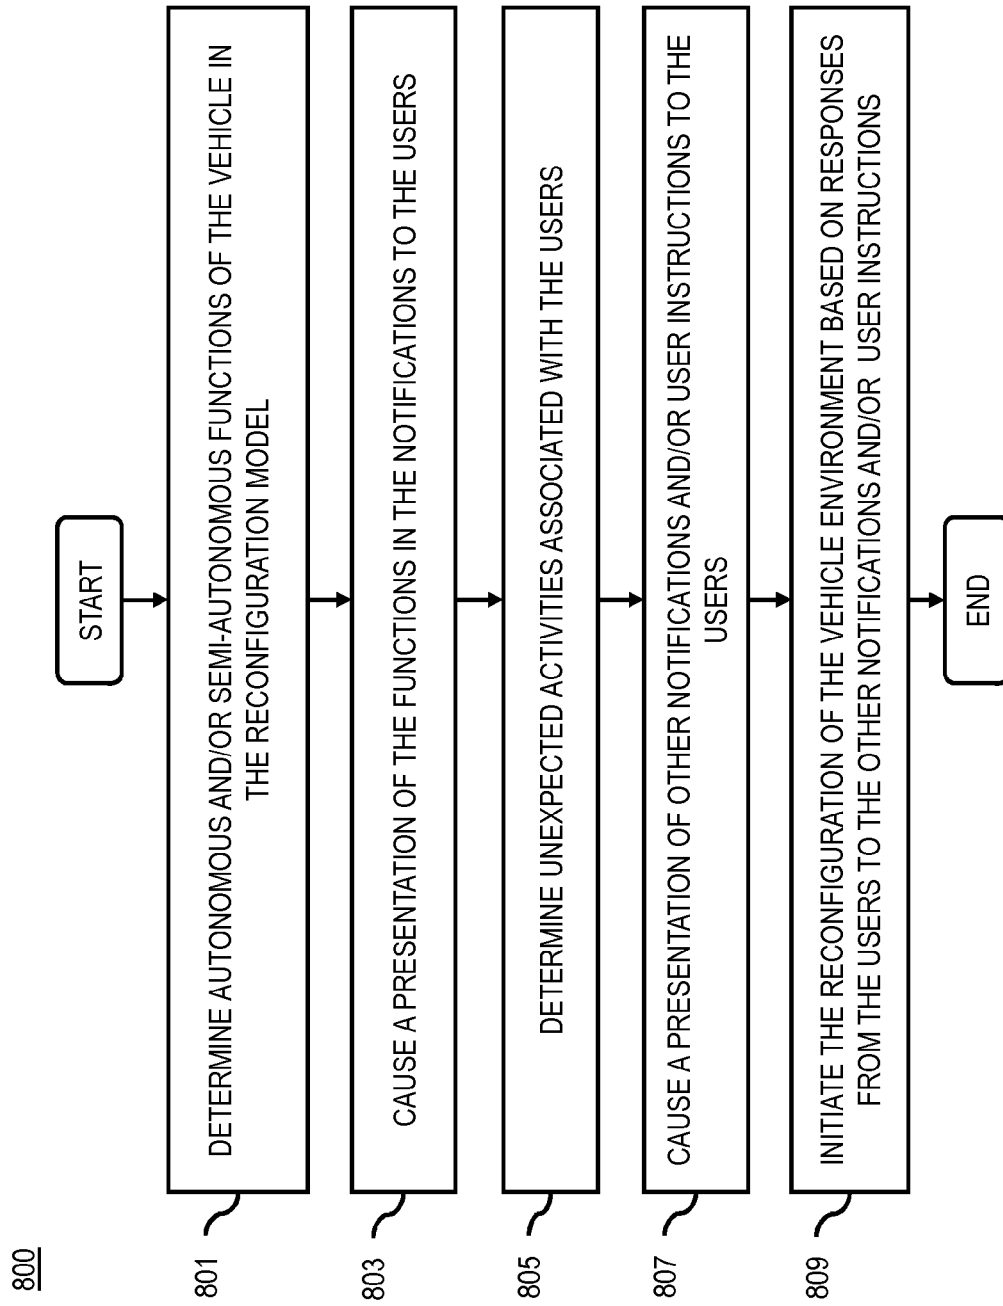 800
START
801
DETERMINE AUTONOMOUS AND/OR SEMI-AUTONOMOUS FUNCTIONS OF THE VEHICLE IN
THE RECONFIGURATION MODEL
803
CAUSE A PRESENTATION OF THE FUNCTIONS IN THE NOTIFICATIONS TO THE USERS
805
DETERMINE UNEXPECTED ACTIVITIES ASSOCIATED WITH THE USERS
807
CAUSE A PRESENTATION OF OTHER NOTIFICATIONS AND/OR USER INSTRUCTIONS TO THE
USERS
809
INITIATE THE RECONFIGURATION OF THE VEHICLE ENVIRONMENT BASED ON RESPONSES
FROM THE USERS TO THE OTHER NOTIFICATIONS AND/OR USER INSTRUCTIONS
END